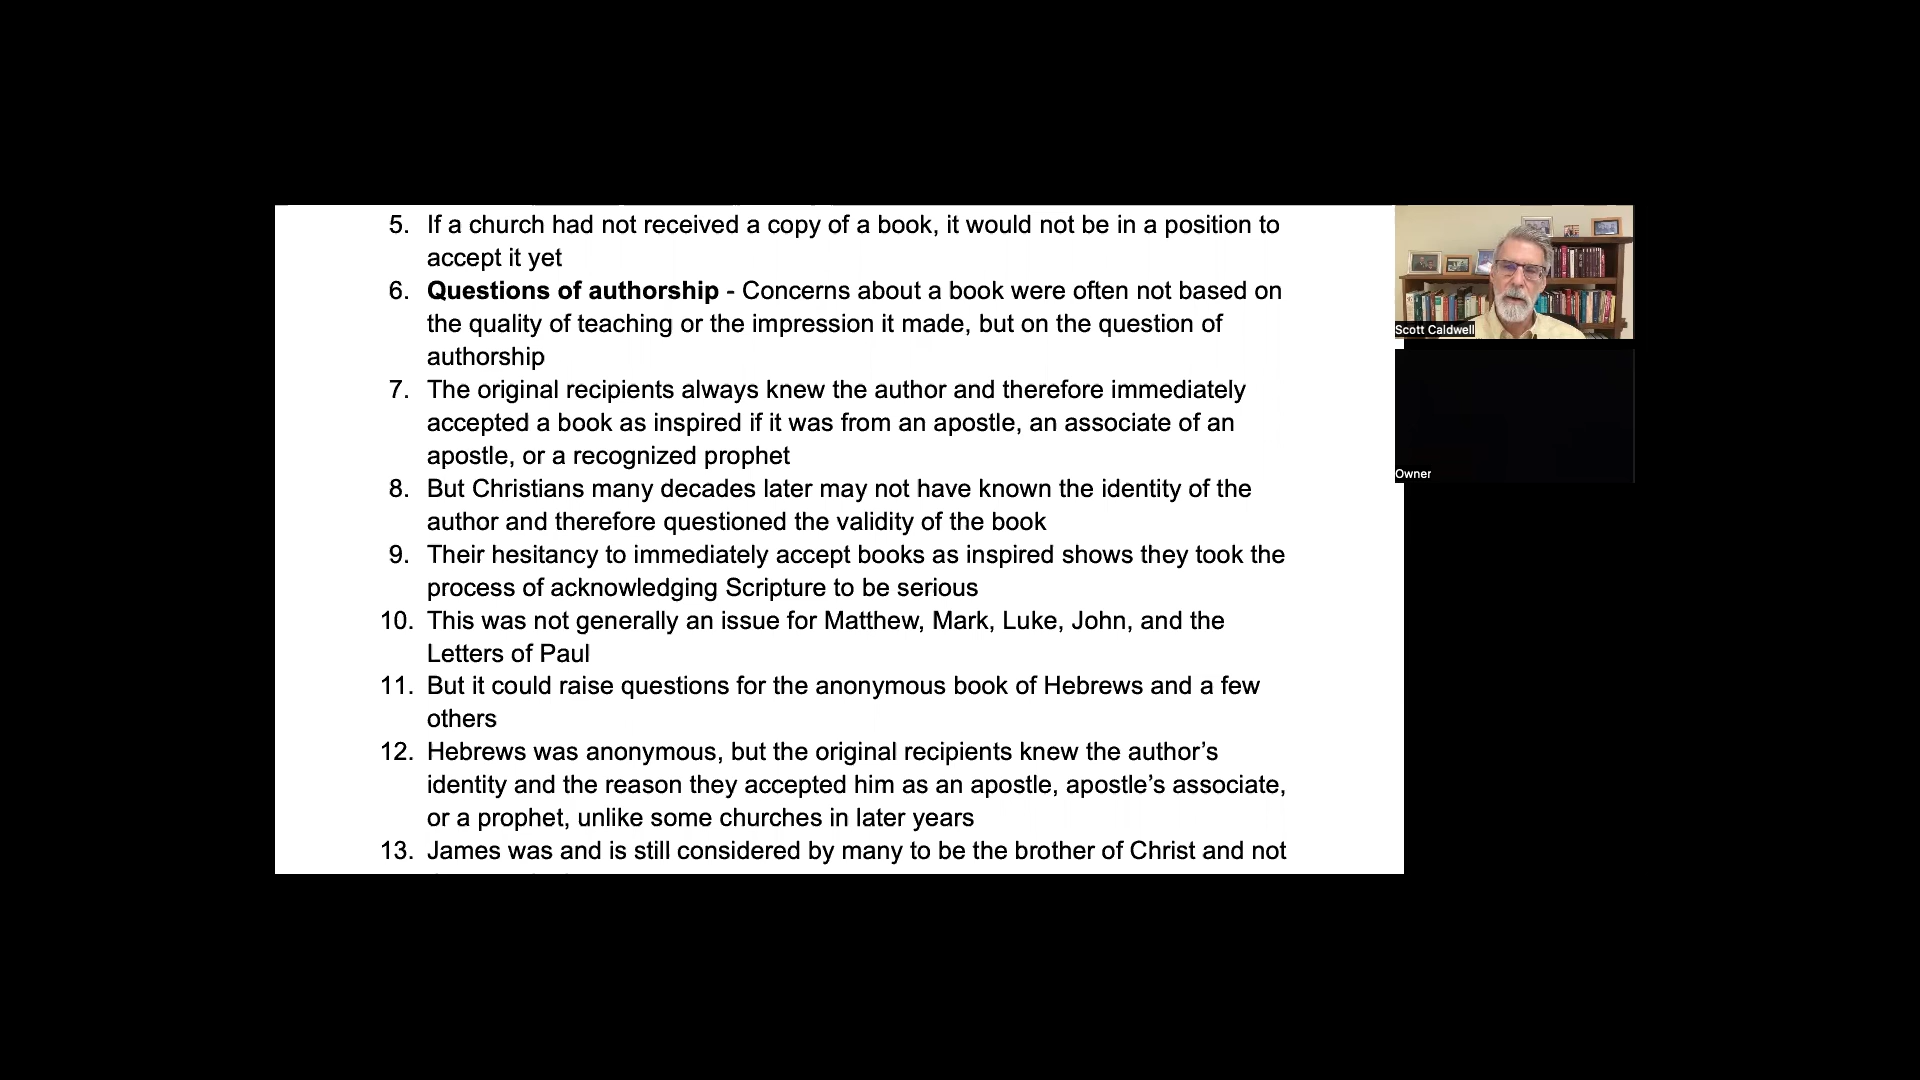 5. If a church had not received a copy of a book, it would not be in a position to
accept it yet
6. Questions of authorship - Concerns about a book were often not based on
the quality of teaching or the impression it made, but on the question of
authorship
7. The original recipients always knew the author and therefore immediately
accepted a book as inspired if it was from an apostle, an associate of an
apostle, or a recognized prophet
8. But Christians many decades later may not have known the identity of the
author and therefore questioned the validity of the book
9. Their hesitancy to immediately accept books as inspired shows they took the
process of acknowledging Scripture to be serious
10. This was not generally an issue for Matthew, Mark, Luke, John, and the
Letters of Paul
11. But it could raise questions for the anonymous book of Hebrews and a few
others
12. Hebrews was anonymous, but the original recipients knew the author’s
identity and the reason they accepted him as an apostle, apostle’s associate,
or a prophet, unlike some churches in later years
13. James was and is still considered by many to be the brother of Christ and not
Scott Caldwell
Owner